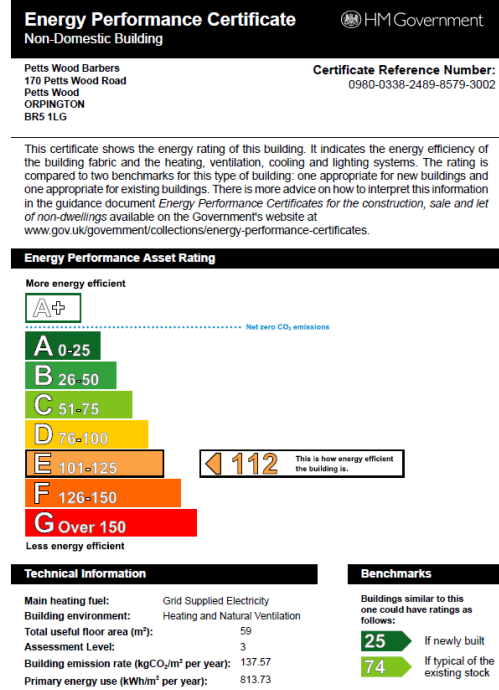 Energy Performance Certificate
HM Government
Non-Domestic Building
Petts Wood Barbers
170 Petts Wood Road
Petts Wood
ORPINGTON
BR5 1LG
Certificate Reference Number:
0980-0338-2489-8579-3002
This certificate shows the energy rating of this building. It indicates the energy efficiency of
the building fabric and the heating, ventilation, cooling and lighting systems. The rating is
compared to two benchmarks for this type of building: one appropriate for new buildings and
one appropriate for existing buildings. There is more advice on how to interpret this information
in the guidance document Energy Performance Certificates for the construction, sale and let
of non-dwellings available on the Government's website at
www.gov.uk/government/collections/energy-performance-certificates.
Energy Performance Asset Rating
More energy efficient
A+
Net zero CO₂ emissions
A 0-25
B 26-50
C 51-75
D 76-100
E 101-125
112
This is how energy efficient
the building is.
F 126-150
G Over 150
Less energy efficient
Technical Information
Main heating fuel: Grid Supplied Electricity
Building environment: Heating and Natural Ventilation
Total useful floor area (m²): 59
Assessment Level: 3
Building emission rate (kgCO₂/m² per year): 137.57
Primary energy use (kWh/m² per year): 813.73
Benchmarks
Buildings similar to this
one could have ratings as
follows:
25 If newly built
74 If typical of the
existing stock